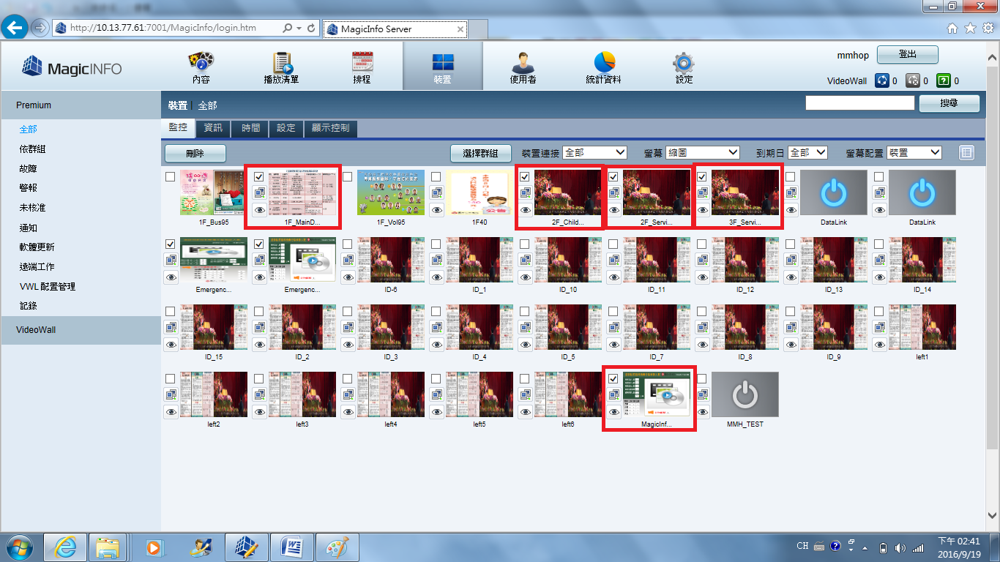 http://10.13.77.61:7001/MagicInfo/login.htm
MagicInfo Server
MagicINFO
內容
播放清單
排程
裝置
使用者
統計資料
設定
mmhop
登出
VideoWall 0 0 0
Premium
全部
依群組
故障
警報
未核准
通知
軟體更新
遠端工作
VWL 配置管理
記錄
VideoWall
裝置 | 全部
搜尋
監控 資訊 時間 設定 顯示控制
刪除 選擇群組 裝置連接 全部 螢幕 縮圖 到期日 全部 螢幕配置 裝置
1F_Bus95 1F_MainD... 1F_Vol95 1F40 2F_Child... 2F_Servi... 3F_Servi... DataLink DataLink
Emergenc... Emergenc... ID-6 ID_1 ID_10 ID_11 ID_12 ID_13 ID_14
ID_15 ID_2 ID_3 ID_4 ID_5 ID_7 ID_8 ID_9 left1
left2 left3 left4 left5 left6 MagicInf... MMH_TEST
CH
下午 02:41
2016/9/19